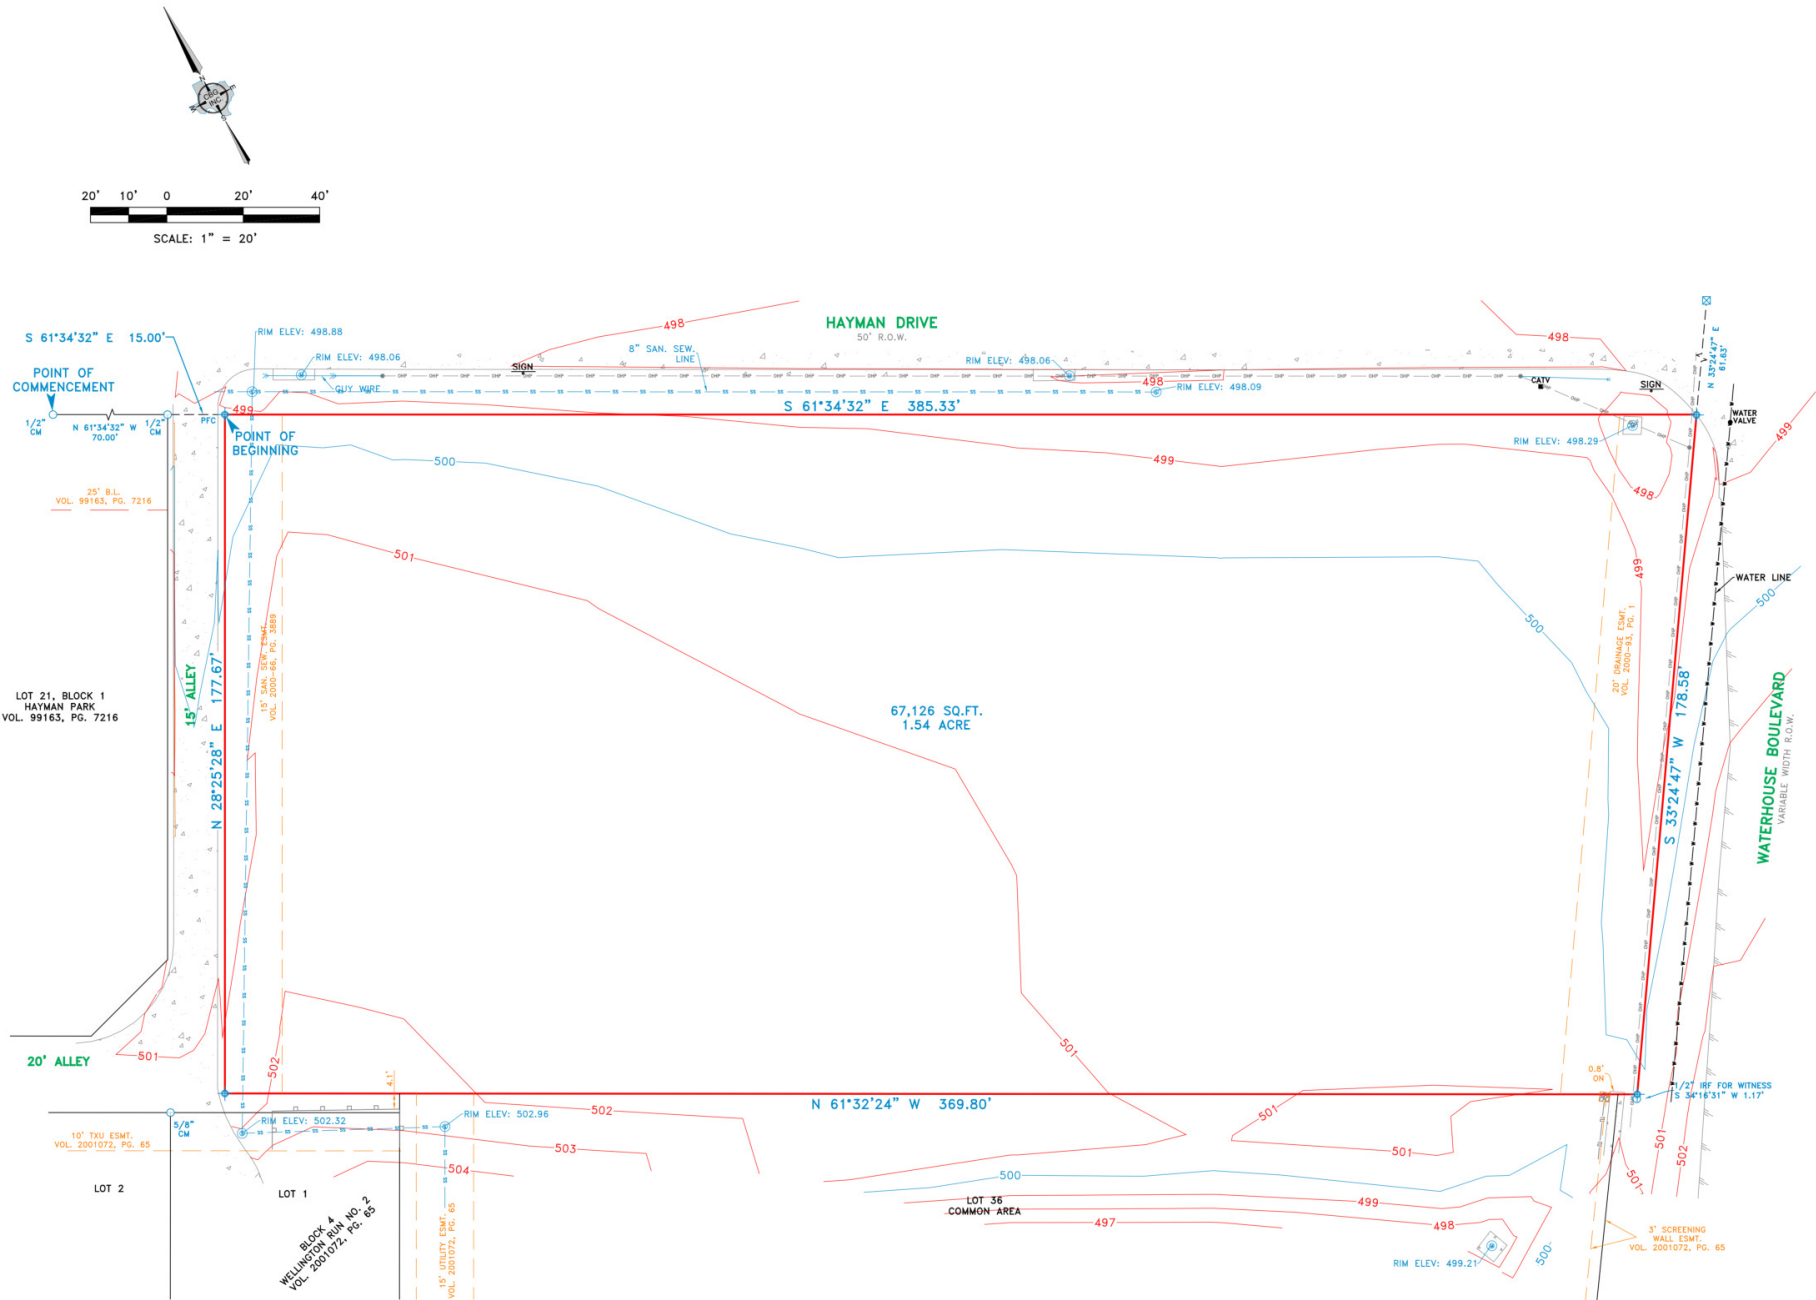 N
E
S
CBG
INC
20' 10' 0 20' 40'
SCALE: 1" = 20'
HAYMAN DRIVE
50' R.O.W.
498
498
S 61°34'32" E 15.00'
POINT OF
COMMENCEMENT
1/2"
CM
N 61°34'32" W
70.00'
1/2"
CM
PFC
RIM ELEV: 498.88
RIM ELEV: 498.06
GUY WIRE
SIGN
8" SAN. SEW.
LINE
RIM ELEV: 498.06
498
RIM ELEV: 498.09
CATV
SIGN
N 33°24'47" E
61.63'
WATER
VALVE
499
499
S 61°34'32" E 385.33'
POINT OF
BEGINNING
RIM ELEV: 498.29
498
499
500
501
25' B.L.
VOL. 99163, PG. 7216
499
500
WATER LINE
500
15' SAN. SEW. ESMT.
VOL. 2000-66, PG. 3889
20' DRAINAGE ESMT.
VOL. 2000-93, PG. 1
LOT 21, BLOCK 1
HAYMAN PARK
VOL. 99163, PG. 7216
15' ALLEY
N 28°25'28" E 177.67'
67,126 SQ.FT.
1.54 ACRE
S 33°24'47" W 178.58'
WATERHOUSE BOULEVARD
VARIABLE WIDTH R.O.W.
501
20' ALLEY
502
501
4.1'
0.8'
ON
1/2" IRF FOR WITNESS
S 34°16'31" W 1.17'
N 61°32'24" W 369.80'
5/8"
CM
RIM ELEV: 502.32
RIM ELEV: 502.96
502
501
10' TXU ESMT.
VOL. 2001072, PG. 65
503
501
501
502
504
500
501
LOT 2
LOT 1
LOT 36
COMMON AREA
499
498
497
BLOCK 4
WELLINGTON RUN NO. 2
VOL. 2001072, PG. 65
15' UTILITY ESMT.
VOL. 2001072, PG. 65
500
RIM ELEV: 499.21
3' SCREENING
WALL ESMT.
VOL. 2001072, PG. 65